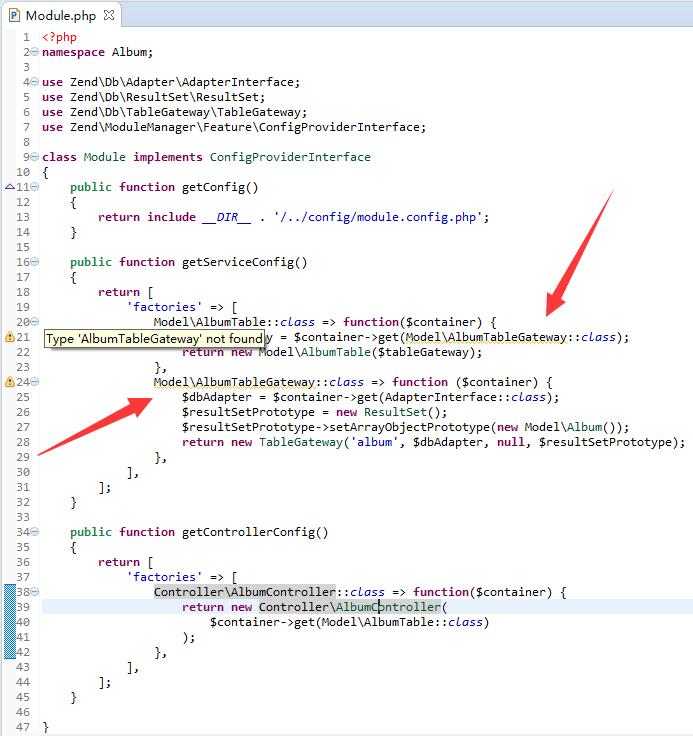 Module.php
1 <?php
2 namespace Album;
3
4 use Zend\Db\Adapter\AdapterInterface;
5 use Zend\Db\ResultSet\ResultSet;
6 use Zend\Db\TableGateway\TableGateway;
7 use Zend\ModuleManager\Feature\ConfigProviderInterface;
8
9 class Module implements ConfigProviderInterface
10 {
11     public function getConfig()
12     {
13         return include __DIR__ . '/../config/module.config.php';
14     }
15
16     public function getServiceConfig()
17     {
18         return [
19             'factories' => [
20                 Model\AlbumTable::class => function($container) {
21 Type 'AlbumTableGateway' not found y = $container->get(Model\AlbumTableGateway::class);
22                     return new Model\AlbumTable($tableGateway);
23                 },
24                 Model\AlbumTableGateway::class => function ($container) {
25                     $dbAdapter = $container->get(AdapterInterface::class);
26                     $resultSetPrototype = new ResultSet();
27                     $resultSetPrototype->setArrayObjectPrototype(new Model\Album());
28                     return new TableGateway('album', $dbAdapter, null, $resultSetPrototype);
29                 },
30             ],
31         ];
32     }
33
34     public function getControllerConfig()
35     {
36         return [
37             'factories' => [
38                 Controller\AlbumController::class => function($container) {
39                     return new Controller\AlbumController(
40                         $container->get(Model\AlbumTable::class)
41                     );
42                 },
43             ],
44         ];
45     }
46
47 }